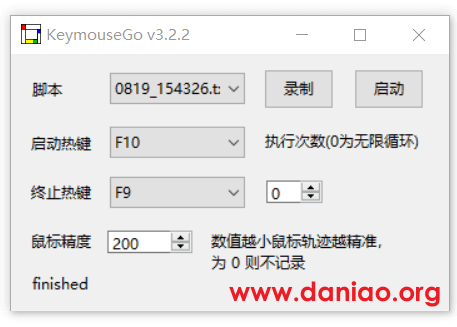 KeymouseGo v3.2.2
脚本
0819_154326.t
录制
启动
启动热键
F10
执行次数(0为无限循环)
终止热键
F9
0
鼠标精度
200
数值越小鼠标轨迹越精准，
为 0 则不记录
finished
www.daniao.org